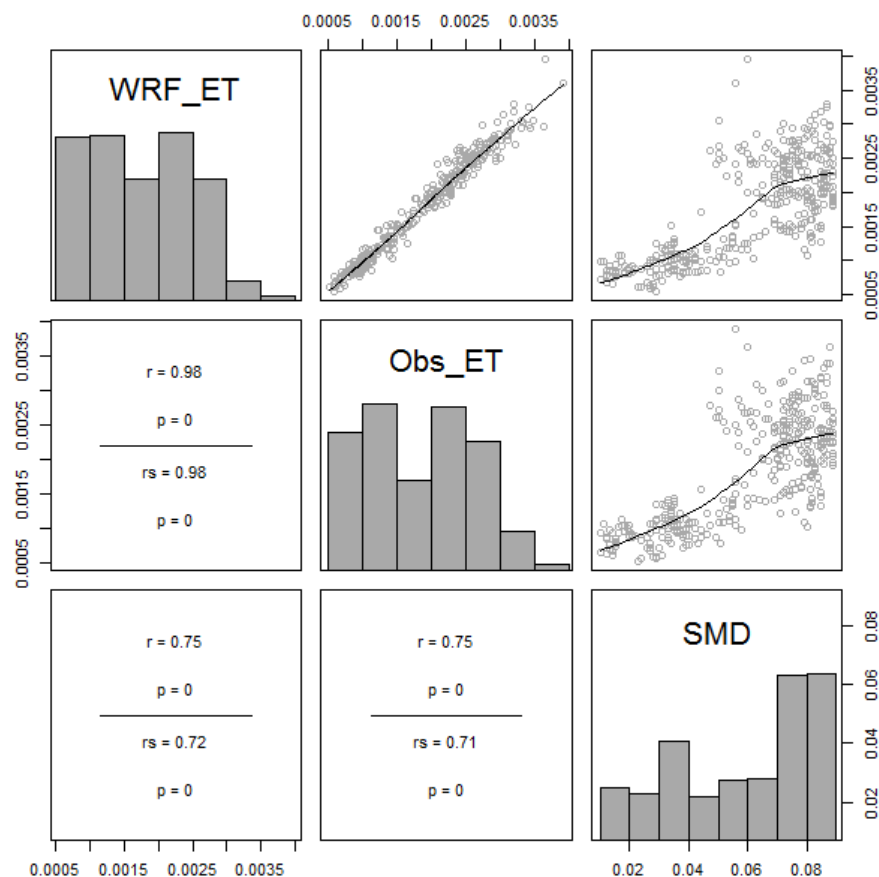 0.0005 0.0015 0.0025 0.0035
WRF_ET
0.0005 0.0015 0.0025 0.0035
0.0005 0.0015 0.0025 0.0035
r = 0.98
p = 0
rs = 0.98
p = 0
Obs_ET
r = 0.75
p = 0
rs = 0.72
p = 0
r = 0.75
p = 0
rs = 0.71
p = 0
SMD
0.02 0.04 0.06 0.08
0.0005 0.0015 0.0025 0.0035
0.02 0.04 0.06 0.08